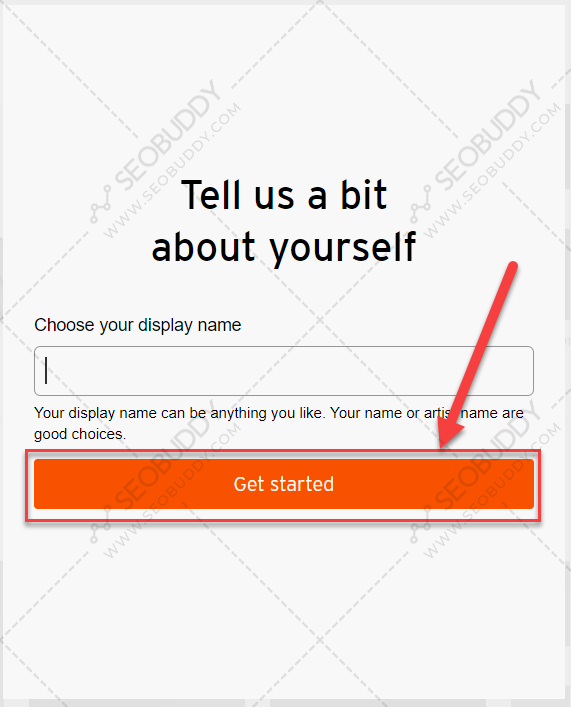 SEOBUDDY
WWW.SEOBUDDY.COM
SEOBUDDY
WWW.SEOBUDDY.COM
Tell us a bit
about yourself
Choose your display name
Your display name can be anything you like. Your name or artist name are
good choices.
Get started
SEOBUDDY
WWW.SEOBUDDY.COM
SEOBUDDY
WWW.SEOBUDDY.COM